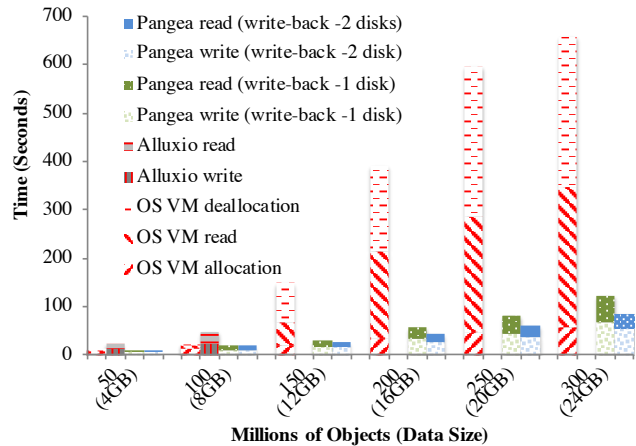 700
600
500
400
300
200
100
0
Time (Seconds)
Pangea read (write-back -2 disks)
Pangea write (write-back -2 disk)
Pangea read (write-back -1 disk)
Pangea write (write-back -1 disk)
Alluxio read
Alluxio write
OS VM deallocation
OS VM read
OS VM allocation
50
(4GB)
100
(8GB)
150
(12GB)
200
(16GB)
250
(20GB)
300
(24GB)
Millions of Objects (Data Size)